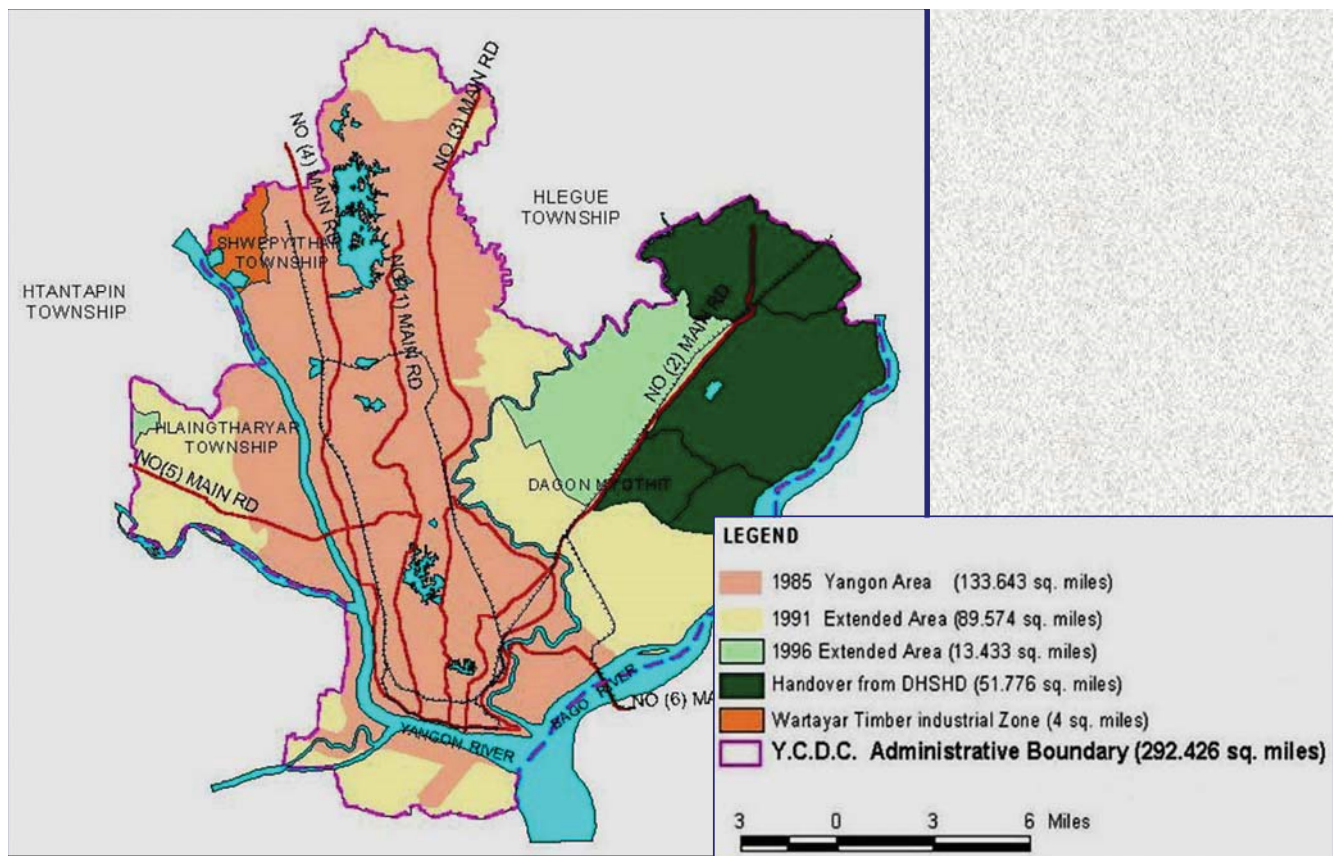 NO (3) MAIN RD
NO (4) MAIN RD
HLEGUE
TOWNSHIP
SHWEPYITHAR
TOWNSHIP
HTANTAPIN
TOWNSHIP
NO (1) MAIN RD
NO (2) MAIN RD
HLAINGTHARYAR
TOWNSHIP
NO(5) MAIN RD
DAGON MYOTHIT
BAGO RIVER
NO (6) MA
YANGON RIVER
LEGEND
1985 Yangon Area (133.643 sq. miles)
1991 Extended Area (89.574 sq. miles)
1996 Extended Area (13.433 sq. miles)
Handover from DHSHD (51.776 sq. miles)
Wartayar Timber industrial Zone (4 sq. miles)
Y.C.D.C. Administrative Boundary (292.426 sq. miles)
3 0 3 6 Miles